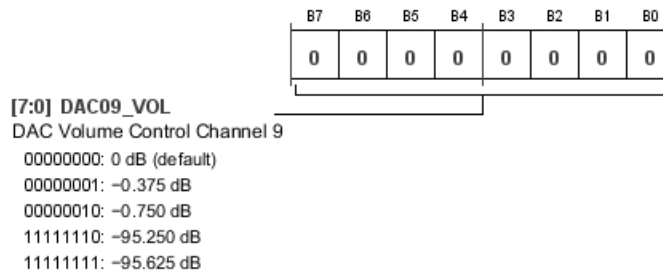 B7 B6 B5 B4 B3 B2 B1 B0
0 0 0 0 0 0 0 0
[7:0] DAC09_VOL
DAC Volume Control Channel 9
00000000: 0 dB (default)
00000001: −0.375 dB
00000010: −0.750 dB
11111110: −95.250 dB
11111111: −95.625 dB